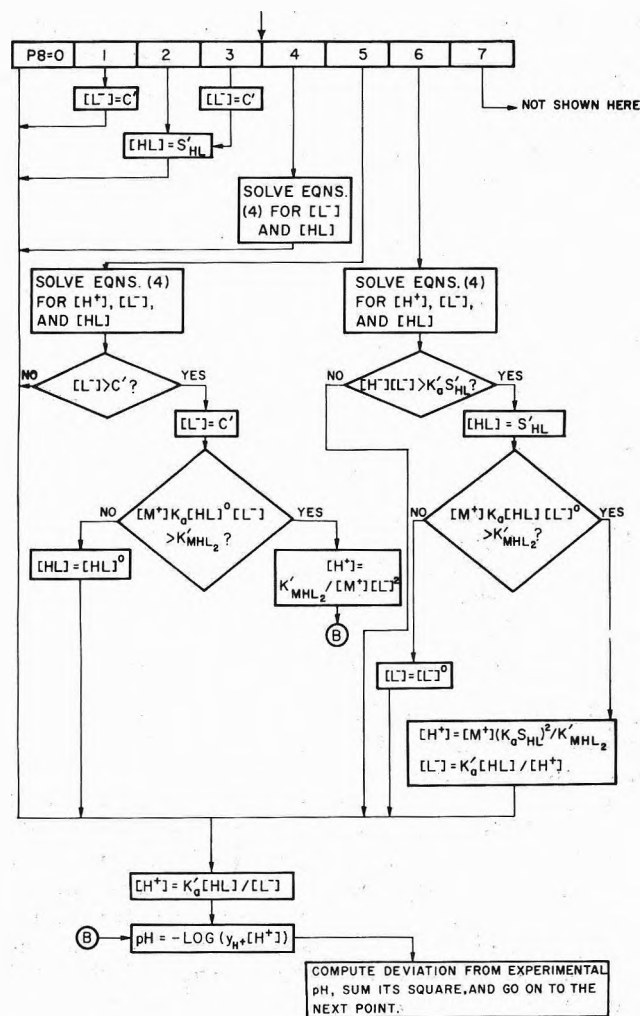 P8=0 1 2 3 4 5 6 7
[L⁻]=C′
[L⁻]=C′
NOT SHOWN HERE
[HL]=S′HL
SOLVE EQNS.
(4) FOR [L⁻]
AND [HL]
SOLVE EQNS. (4)
FOR [H⁺], [L⁻],
AND [HL]
SOLVE EQNS. (4)
FOR [H⁺], [L⁻],
AND [HL]
NO
[L⁻]>C′?
YES
NO
[H⁻][L⁻]>K′aS′HL?
YES
[L⁻]=C′
[HL]=S′HL
NO
[M⁺]Ka[HL]⁰[L⁻]
>K′MHL₂?
YES
NO
[M⁺]Ka[HL][L⁻]⁰
>K′MHL₂?
YES
[HL]=[HL]⁰
[H⁺]=
K′MHL₂/[M⁺][L⁻]²
B
[L⁻]=[L⁻]⁰
[H⁺]=[M⁺](KaSHL)²/K′MHL₂
[L⁻]=K′a[HL]/[H⁺].
[H⁺]=K′a[HL]/[L⁻]
B
pH=-LOG(yH+[H⁺])
COMPUTE DEVIATION FROM EXPERIMENTAL
pH, SUM ITS SQUARE, AND GO ON TO THE
NEXT POINT.